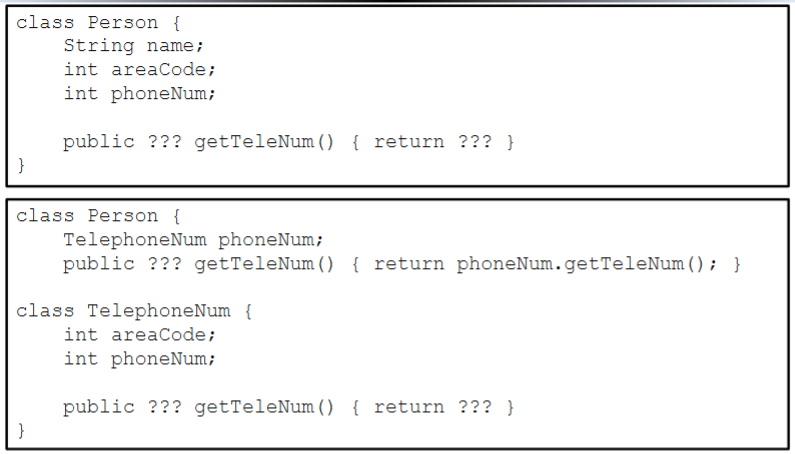 class Person {
    String name;
    int areaCode;
    int phoneNum;
    public ??? getTeleNum() { return ??? }
}
class Person {
    TelephoneNum phoneNum;
    public ??? getTeleNum() { return phoneNum.getTeleNum(); }
class TelephoneNum {
    int areaCode;
    int phoneNum;
    public ??? getTeleNum() { return ??? }
}